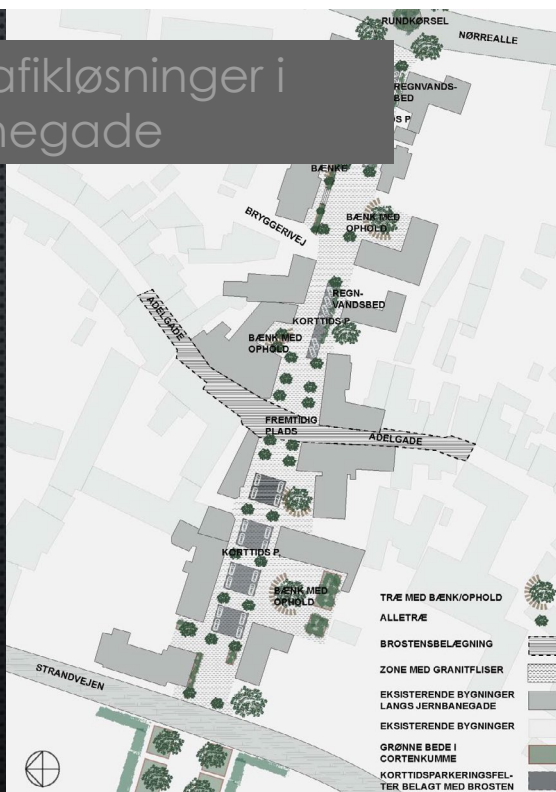 afikløsninger i
negade
RUNDKØRSEL
NØRREALLE
REGNVANDS-
BED
DS P
BÆNKE
BRYGGERIVEJ
BÆNK MED
OPHOLD
REGN-
VANDSBED
KORTTIDS P.
ADELGADE
BÆNK MED
OPHOLD
FREMTIDIG
PLADS
ADELGADE
KORTTIDS P.
BÆNK MED
OPHOLD
STRANDVEJEN
TRÆ MED BÆNK/OPHOLD
ALLETRÆ
BROSTENSBELÆGNING
ZONE MED GRANITFLISER
EKSISTERENDE BYGNINGER
LANGS JERNBANEGADE
EKSISTERENDE BYGNINGER
GRØNNE BEDE I
CORTENKUMME
KORTTIDSPARKERINGSFEL-
TER BELAGT MED BROSTEN